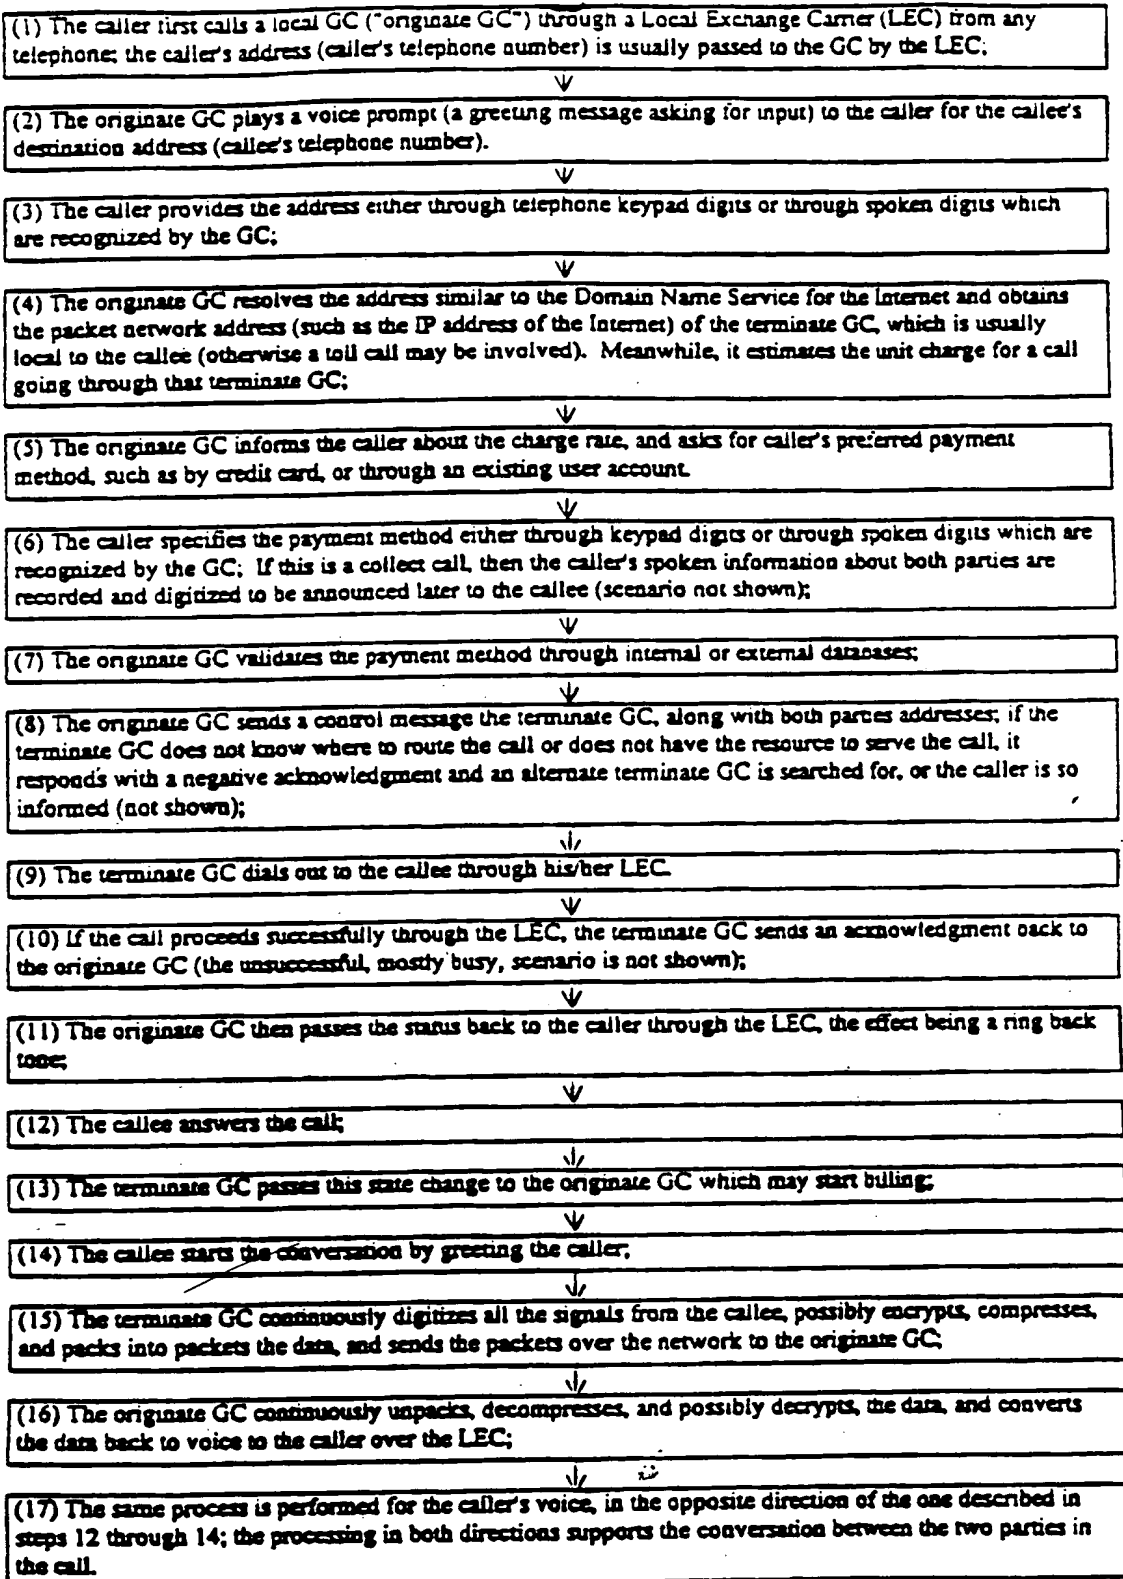 (1) The caller first calls a local GC ("originate GC") through a Local Exchange Carrier (LEC) from any
telephone; the caller's address (caller's telephone number) is usually passed to the GC by the LEC;
(2) The originate GC plays a voice prompt (a greeting message asking for input) to the caller for the callee's
destination address (callee's telephone number).
(3) The caller provides the address either through telephone keypad digits or through spoken digits which
are recognized by the GC;
(4) The originate GC resolves the address similar to the Domain Name Service for the Internet and obtains
the packet network address (such as the IP address of the Internet) of the terminate GC, which is usually
local to the callee (otherwise a toll call may be involved). Meanwhile, it estimates the unit charge for a call
going through that terminate GC;
(5) The originate GC informs the caller about the charge rate, and asks for caller's preferred payment
method, such as by credit card, or through an existing user account.
(6) The caller specifies the payment method either through keypad digits or through spoken digits which are
recognized by the GC; If this is a collect call, then the caller's spoken information about both parties are
recorded and digitized to be announced later to the callee (scenario not shown);
(7) The originate GC validates the payment method through internal or external databases;
(8) The originate GC sends a control message the terminate GC, along with both parties addresses; if the
terminate GC does not know where to route the call or does not have the resource to serve the call, it
responds with a negative acknowledgment and an alternate terminate GC is searched for, or the caller is so
informed (not shown);
(9) The terminate GC dials out to the callee through his/her LEC.
(10) If the call proceeds successfully through the LEC, the terminate GC sends an acknowledgment back to
the originate GC (the unsuccessful, mostly busy, scenario is not shown);
(11) The originate GC then passes the status back to the caller through the LEC, the effect being a ring back
tone;
(12) The callee answers the call;
(13) The terminate GC passes this state change to the originate GC which may start billing;
(14) The callee starts the conversation by greeting the caller;
(15) The terminate GC continuously digitizes all the signals from the callee, possibly encrypts, compresses,
and packs into packets the data, and sends the packets over the network to the originate GC;
(16) The originate GC continuously unpacks, decompresses, and possibly decrypts, the data, and converts
the data back to voice to the caller over the LEC;
(17) The same process is performed for the caller's voice, in the opposite direction of the one described in
steps 12 through 14; the processing in both directions supports the conversation between the two parties in
the call.